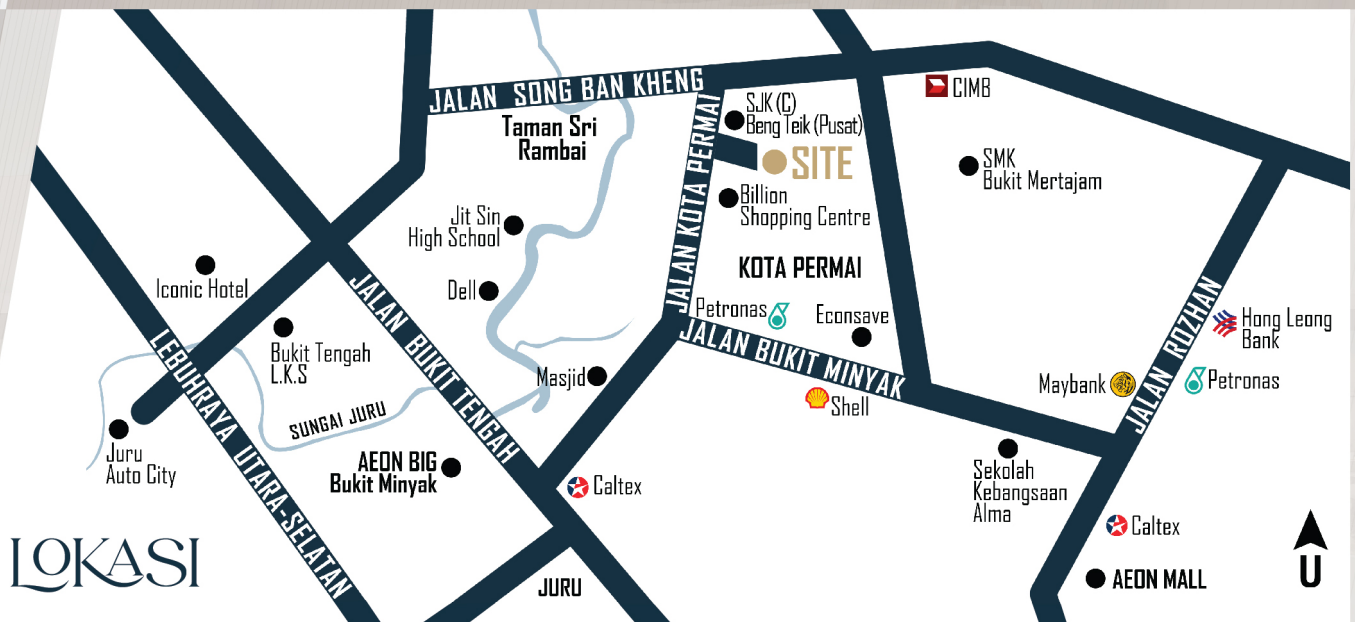 JALAN SONG BAN KHENG
CIMB
SJK (C)
Beng Teik (Pusat)
Taman Sri
Rambai
SITE
SMK
Bukit Mertajam
JALAN KOTA PERMAI
Billion
Shopping Centre
Jit Sin
High School
KOTA PERMAI
Iconic Hotel
Dell
JALAN BUKIT TENGAH
Petronas
Econsave
JALAN ROZHAN
Hong Leong
Bank
LEBUHRAYA UTARA-SELATAN
Bukit Tengah
L.K.S
JALAN BUKIT MINYAK
Masjid
Maybank
Petronas
Shell
SUNGAI JURU
Juru
Auto City
AEON BIG
Bukit Minyak
Caltex
Sekolah
Kebangsaan
Alma
Caltex
LOKASI
JURU
AEON MALL
U